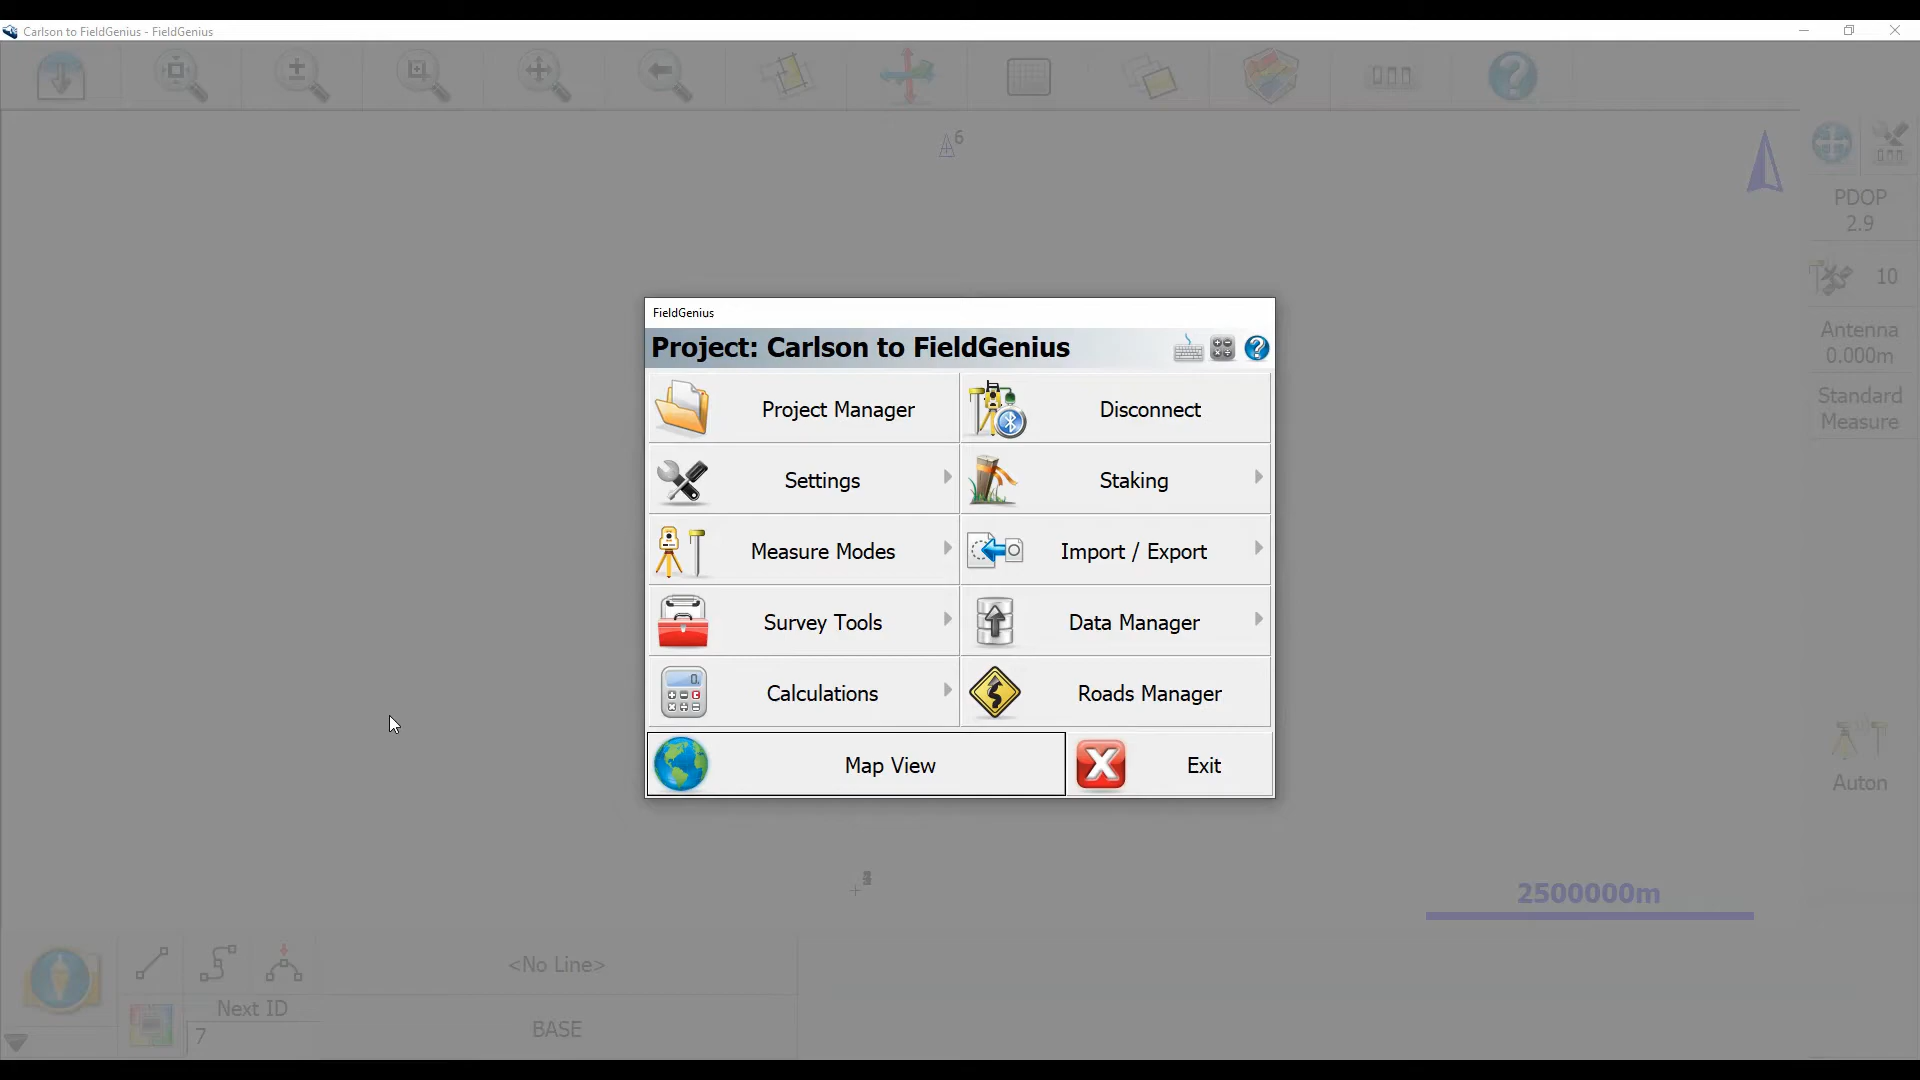 Carlson to FieldGenius - FieldGenius
6
PDOP
2.9
10
Antenna
0.000m
Standard
Measure
FieldGenius
Project: Carlson to FieldGenius
Project Manager
Disconnect
Settings
Staking
Measure Modes
Import / Export
Survey Tools
Data Manager
Calculations
Roads Manager
Map View
Exit
Auton
2500000m
<No Line>
Next ID
7
BASE